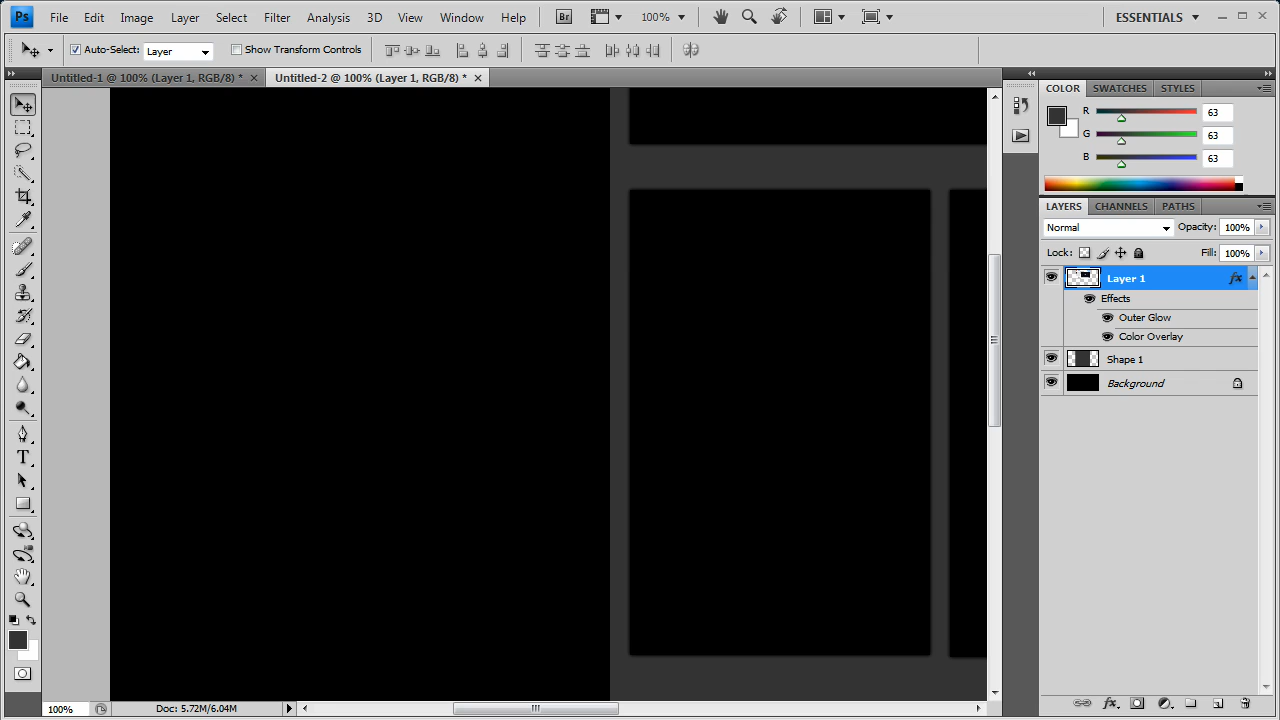 Ps File Edit Image Layer Select Filter Analysis 3D View Window Help Br 100% ESSENTIALS
Auto-Select: Layer Show Transform Controls
Untitled-1 @ 100% (Layer 1, RGB/8) * Untitled-2 @ 100% (Layer 1, RGB/8) *
COLOR SWATCHES STYLES
R 63
G 63
B 63
LAYERS CHANNELS PATHS
Normal Opacity: 100%
Lock: Fill: 100%
Layer 1 fx
Effects
Outer Glow
Color Overlay
Shape 1
Background
T
100% Doc: 5.72M/6.04M fx